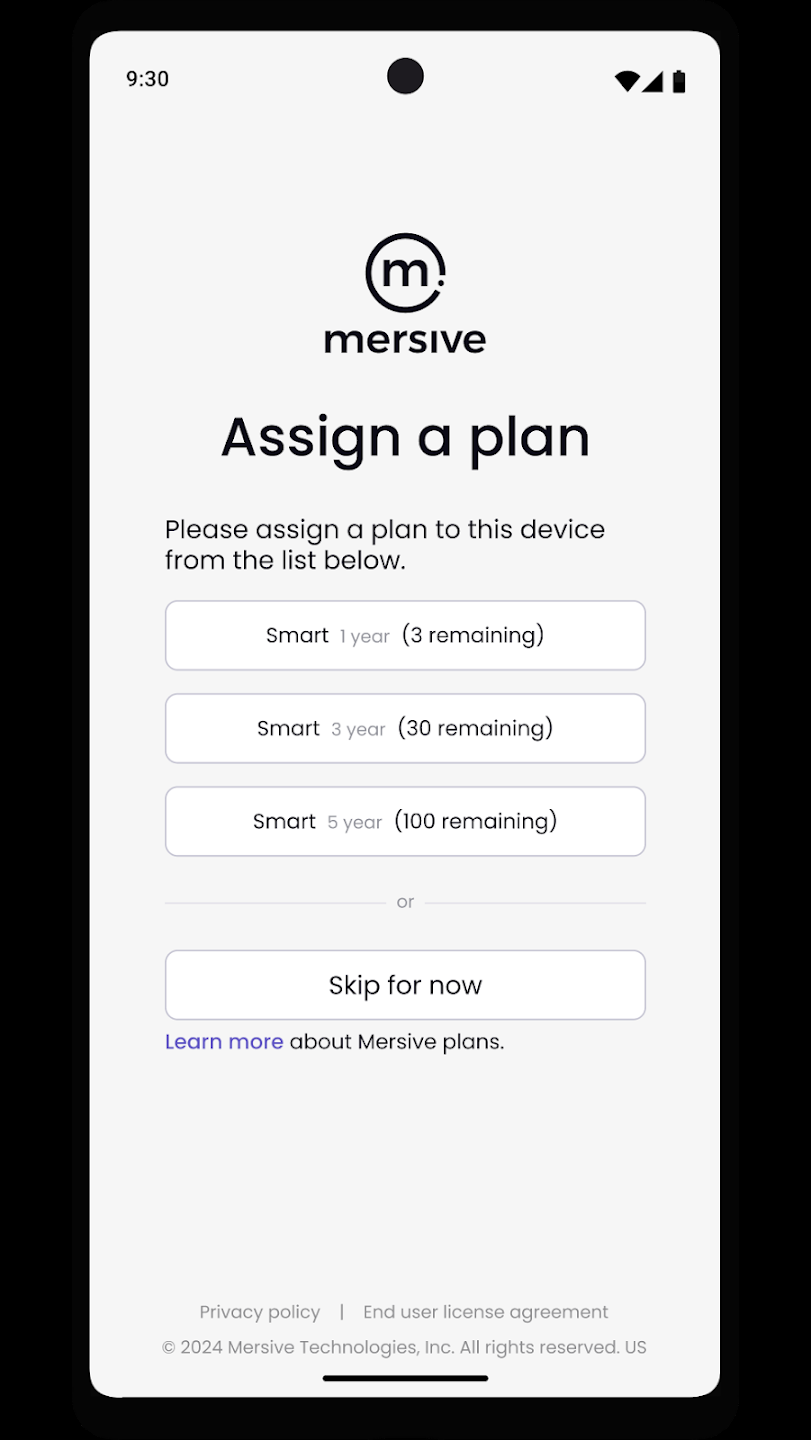 9:30
m.
mersive
Assign a plan
Please assign a plan to this device
from the list below.
Smart 1 year (3 remaining)
Smart 3 year (30 remaining)
Smart 5 year (100 remaining)
or
Skip for now
Learn more about Mersive plans.
Privacy policy | End user license agreement
© 2024 Mersive Technologies, Inc. All rights reserved. US